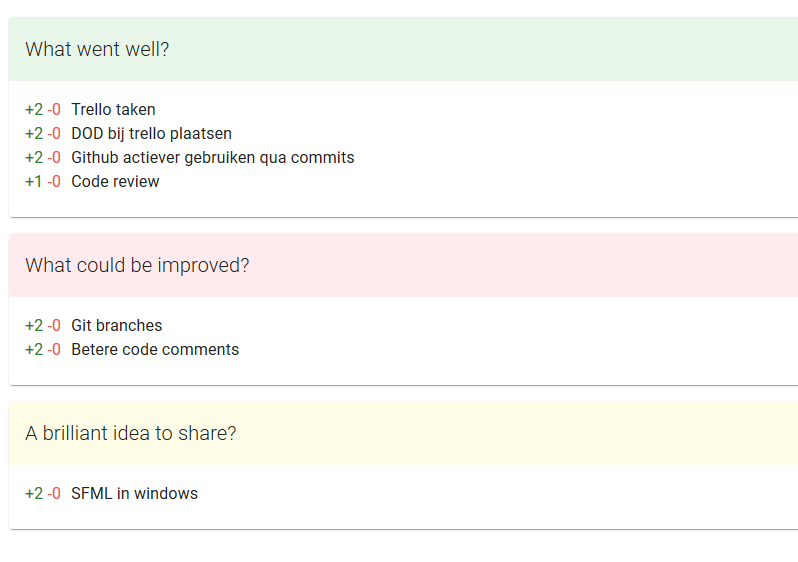 What went well?
+2 -0 Trello taken
+2 -0 DOD bij trello plaatsen
+2 -0 Github actiever gebruiken qua commits
+1 -0 Code review
What could be improved?
+2 -0 Git branches
+2 -0 Betere code comments
A brilliant idea to share?
+2 -0 SFML in windows